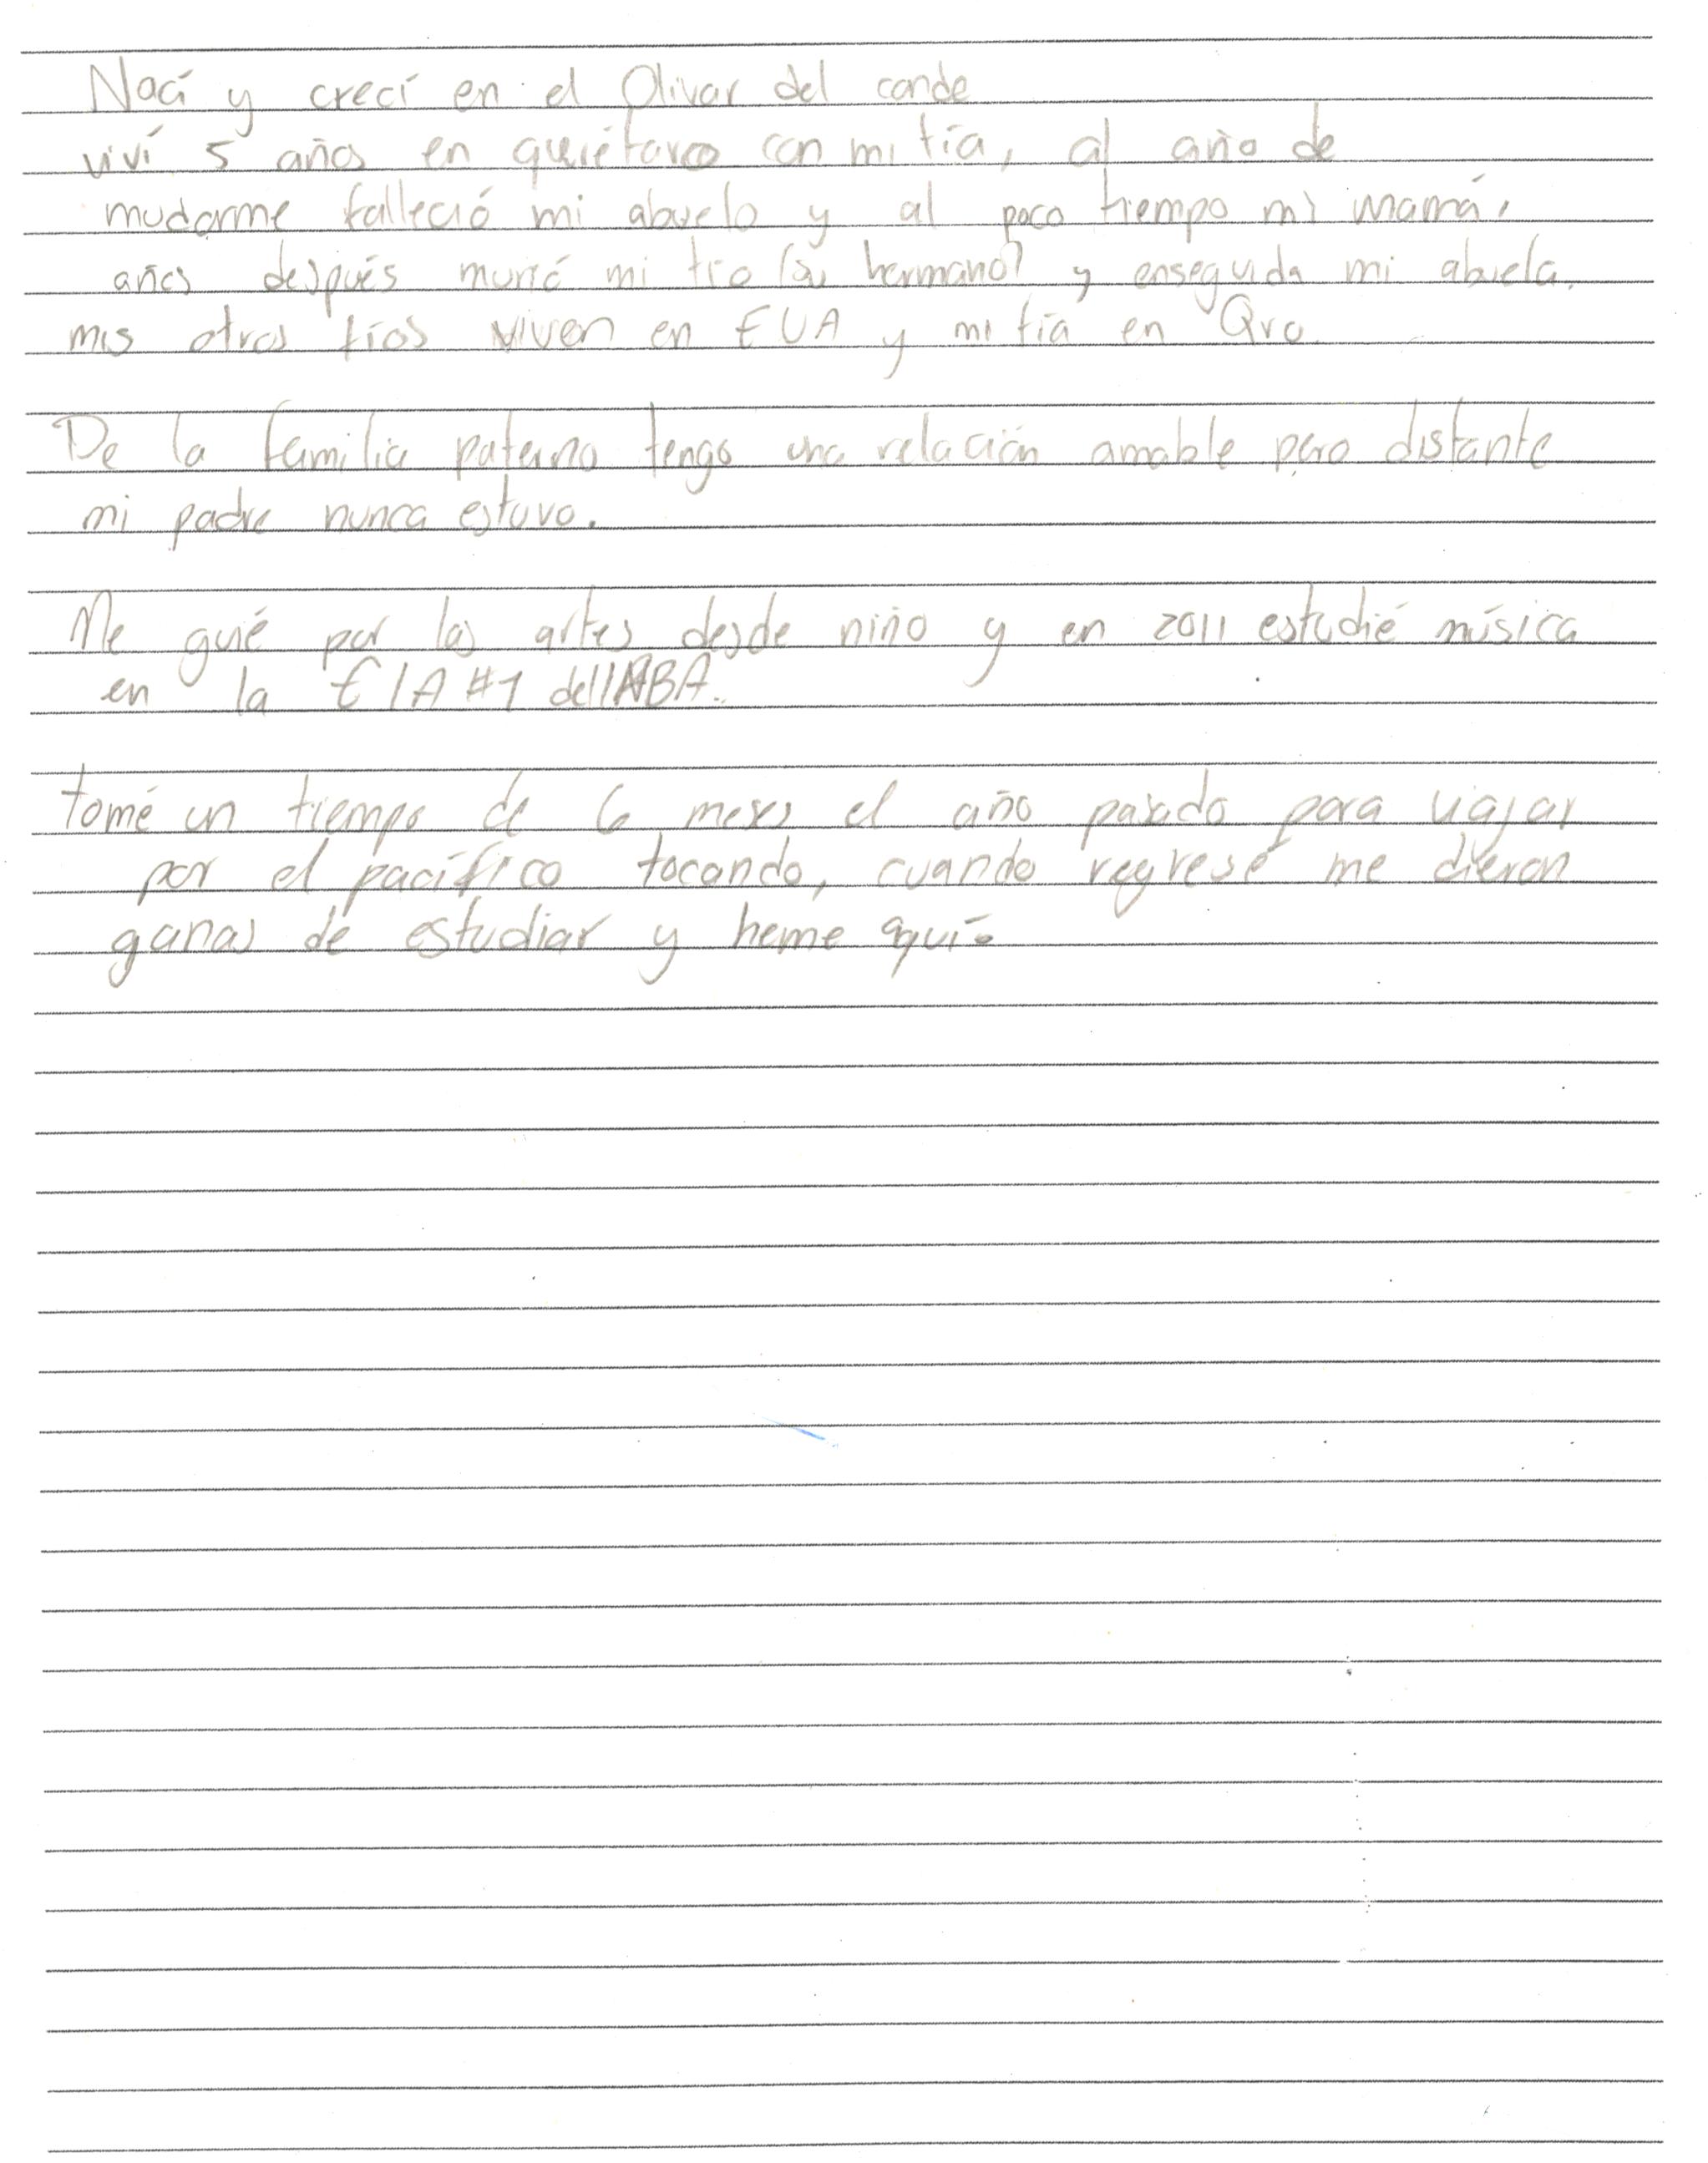 Nací y crecí en el Olivar del conde
viví 5 años en querétaro con mi tía, al año de
mudarme falleció mi abuelo y al poco tiempo mi mamá,
años después murió mi tío (su hermano) y enseguida mi abuela.
mis otros tíos viven en EUA y mi tía en Qro.
De la familia paterna tengo una relación amable pero distante
mi padre nunca estuvo.
Me guié por las artes desde niño y en 2011 estudié música
en la EIA #1 del INBA.
tomé un tiempo de 6 meses el año pasado para viajar
por el pacífico tocando, cuando regresé me dieron
ganas de estudiar y heme aquí.